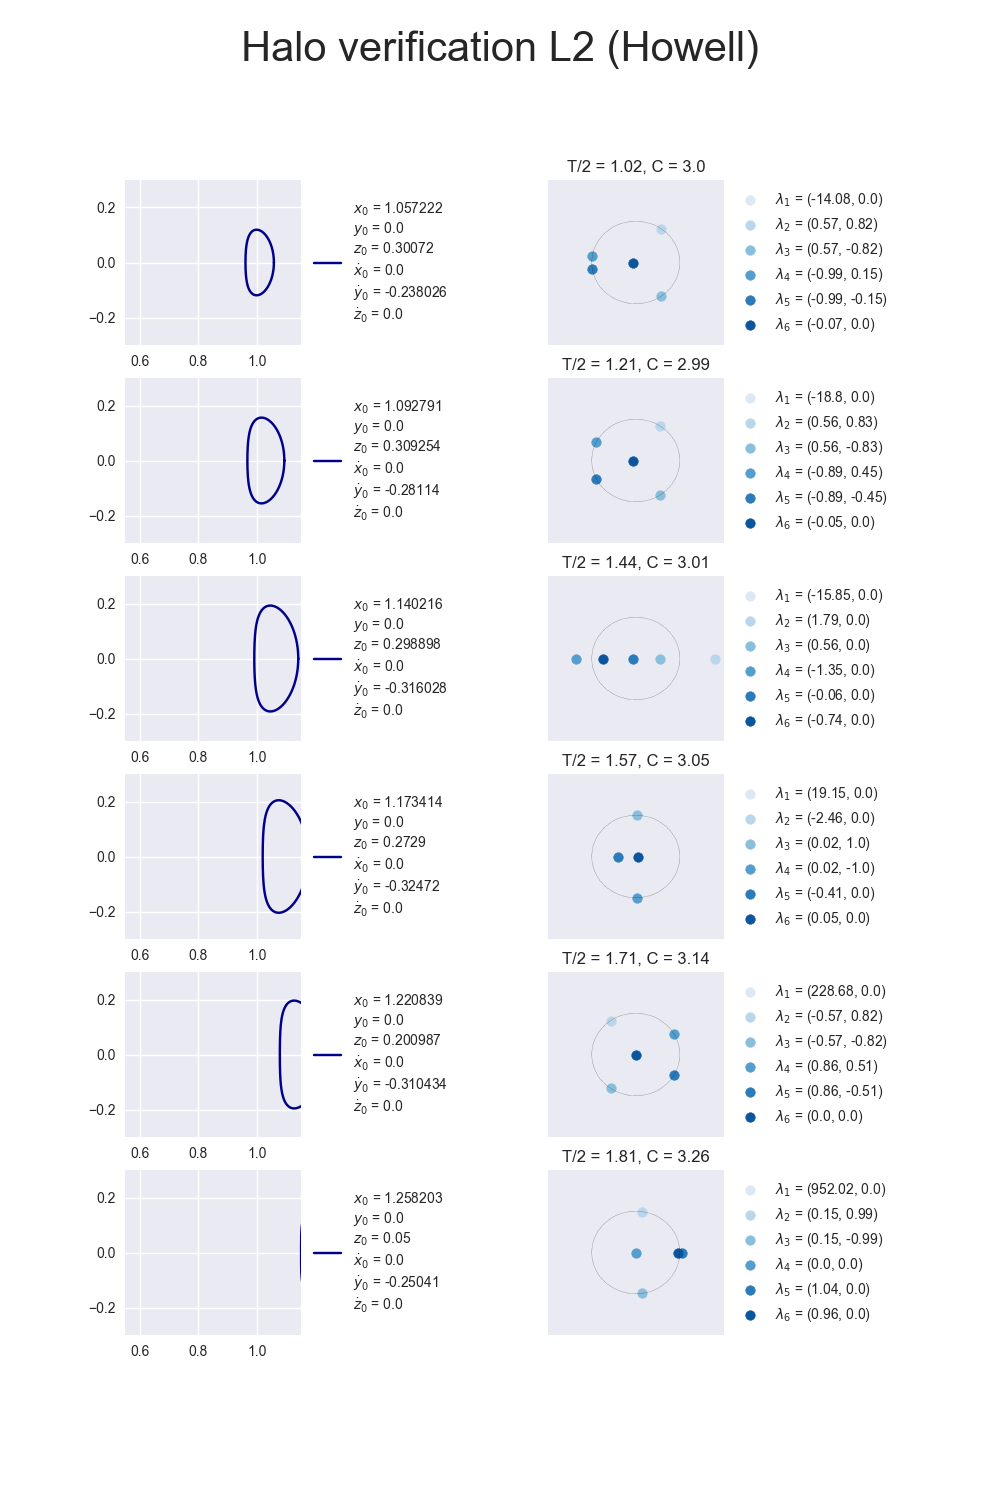 Halo verification L2 (Howell)
T/2 = 1.02, C = 3.0
0.2
0.0
−0.2
0.6 0.8 1.0
x₀ = 1.057222
y₀ = 0.0
z₀ = 0.30072
ẋ₀ = 0.0
ẏ₀ = -0.238026
ż₀ = 0.0
λ₁ = (-14.08, 0.0)
λ₂ = (0.57, 0.82)
λ₃ = (0.57, -0.82)
λ₄ = (-0.99, 0.15)
λ₅ = (-0.99, -0.15)
λ₆ = (-0.07, 0.0)
T/2 = 1.21, C = 2.99
0.2
0.0
−0.2
0.6 0.8 1.0
x₀ = 1.092791
y₀ = 0.0
z₀ = 0.309254
ẋ₀ = 0.0
ẏ₀ = -0.28114
ż₀ = 0.0
λ₁ = (-18.8, 0.0)
λ₂ = (0.56, 0.83)
λ₃ = (0.56, -0.83)
λ₄ = (-0.89, 0.45)
λ₅ = (-0.89, -0.45)
λ₆ = (-0.05, 0.0)
T/2 = 1.44, C = 3.01
0.2
0.0
−0.2
0.6 0.8 1.0
x₀ = 1.140216
y₀ = 0.0
z₀ = 0.298898
ẋ₀ = 0.0
ẏ₀ = -0.316028
ż₀ = 0.0
λ₁ = (-15.85, 0.0)
λ₂ = (1.79, 0.0)
λ₃ = (0.56, 0.0)
λ₄ = (-1.35, 0.0)
λ₅ = (-0.06, 0.0)
λ₆ = (-0.74, 0.0)
T/2 = 1.57, C = 3.05
0.2
0.0
−0.2
0.6 0.8 1.0
x₀ = 1.173414
y₀ = 0.0
z₀ = 0.2729
ẋ₀ = 0.0
ẏ₀ = -0.32472
ż₀ = 0.0
λ₁ = (19.15, 0.0)
λ₂ = (-2.46, 0.0)
λ₃ = (0.02, 1.0)
λ₄ = (0.02, -1.0)
λ₅ = (-0.41, 0.0)
λ₆ = (0.05, 0.0)
T/2 = 1.71, C = 3.14
0.2
0.0
−0.2
0.6 0.8 1.0
x₀ = 1.220839
y₀ = 0.0
z₀ = 0.200987
ẋ₀ = 0.0
ẏ₀ = -0.310434
ż₀ = 0.0
λ₁ = (228.68, 0.0)
λ₂ = (-0.57, 0.82)
λ₃ = (-0.57, -0.82)
λ₄ = (0.86, 0.51)
λ₅ = (0.86, -0.51)
λ₆ = (0.0, 0.0)
T/2 = 1.81, C = 3.26
0.2
0.0
−0.2
0.6 0.8 1.0
x₀ = 1.258203
y₀ = 0.0
z₀ = 0.05
ẋ₀ = 0.0
ẏ₀ = -0.25041
ż₀ = 0.0
λ₁ = (952.02, 0.0)
λ₂ = (0.15, 0.99)
λ₃ = (0.15, -0.99)
λ₄ = (0.0, 0.0)
λ₅ = (1.04, 0.0)
λ₆ = (0.96, 0.0)